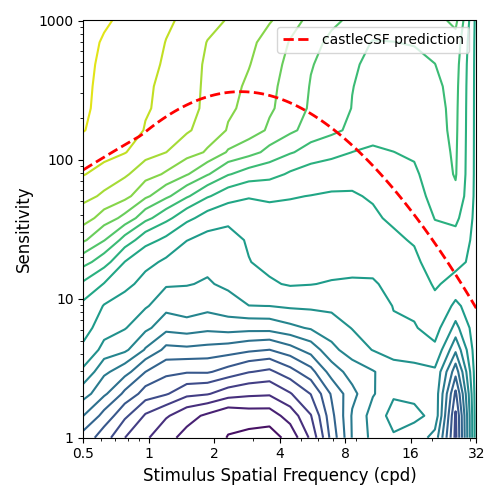 1000
castleCSF prediction
100
Sensitivity
10
1
0.5 1 2 4 8 16 32
Stimulus Spatial Frequency (cpd)